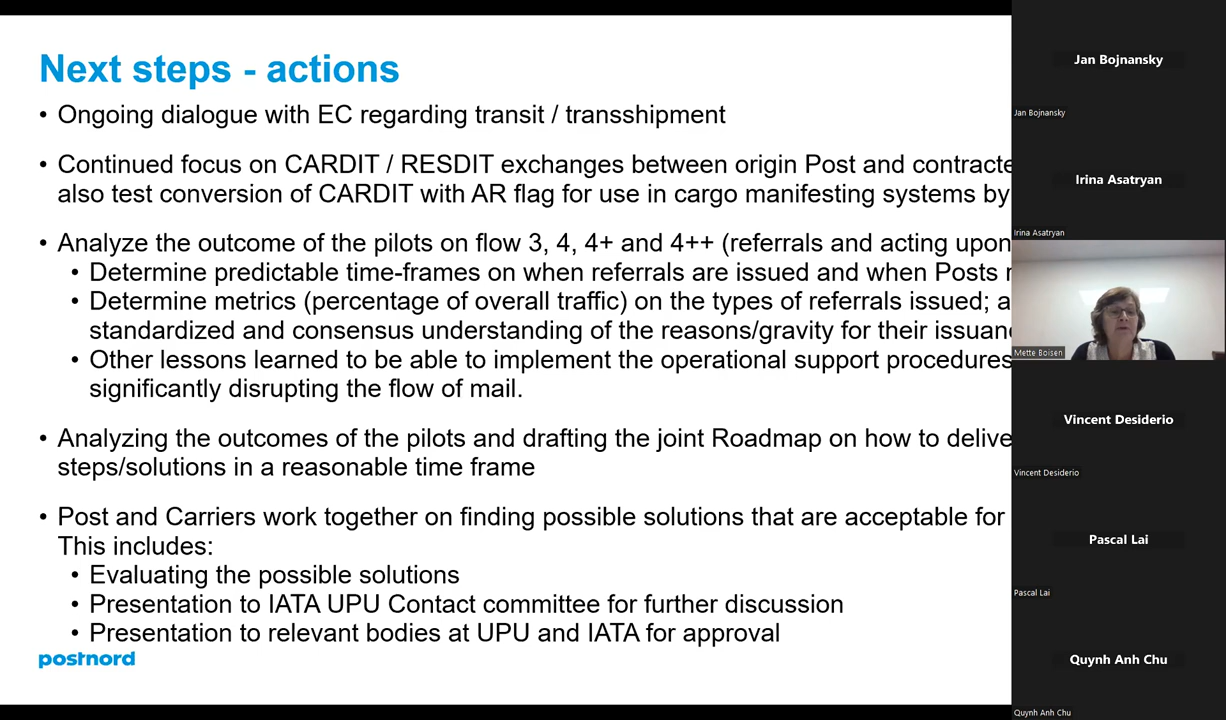 Next steps - actions
• Ongoing dialogue with EC regarding transit / transshipment
• Continued focus on CARDIT / RESDIT exchanges between origin Post and
also test conversion of CARDIT with AR flag for use in cargo manifesting systems by
• Analyze the outcome of the pilots on flow 3, 4, 4+ and 4++ (referrals and acting upon
• Determine predictable time-frames on when referrals are issued and when Posts
• Determine metrics (percentage of overall traffic) on the types of referrals issued;
standardized and consensus understanding of the reasons/gravity for their
• Other lessons learned to be able to implement the operational support procedures
significantly disrupting the flow of mail.
• Analyzing the outcomes of the pilots and drafting the joint Roadmap on how to
steps/solutions in a reasonable time frame
• Post and Carriers work together on finding possible solutions that are acceptable for
This includes:
• Evaluating the possible solutions
• Presentation to IATA UPU Contact committee for further discussion
• Presentation to relevant bodies at UPU and IATA for approval
postnord
Jan Bojnansky
Jan Bojnansky
Irina Asatryan
Irina Asatryan
Mette Boisen
Vincent Desiderio
Vincent Desiderio
Pascal Lai
Pascal Lai
Quynh Anh Chu
Quynh Anh Chu